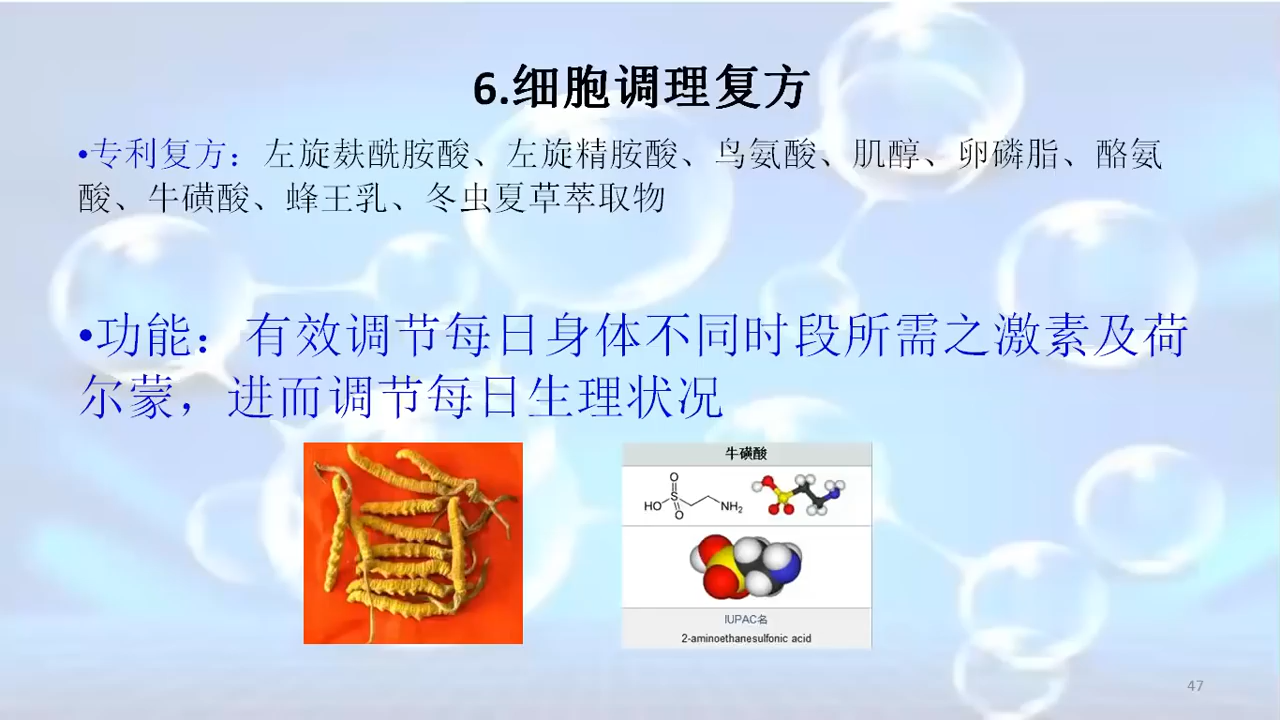 6.细胞调理复方
•专利复方：左旋麸酰胺酸、左旋精胺酸、鸟氨酸、肌醇、卵磷脂、酪氨
酸、牛磺酸、蜂王乳、冬虫夏草萃取物
•功能：有效调节每日身体不同时段所需之激素及荷
尔蒙，进而调节每日生理状况
牛磺酸
O
HO S NH2
O
IUPAC名
2-aminoethanesulfonic acid
47